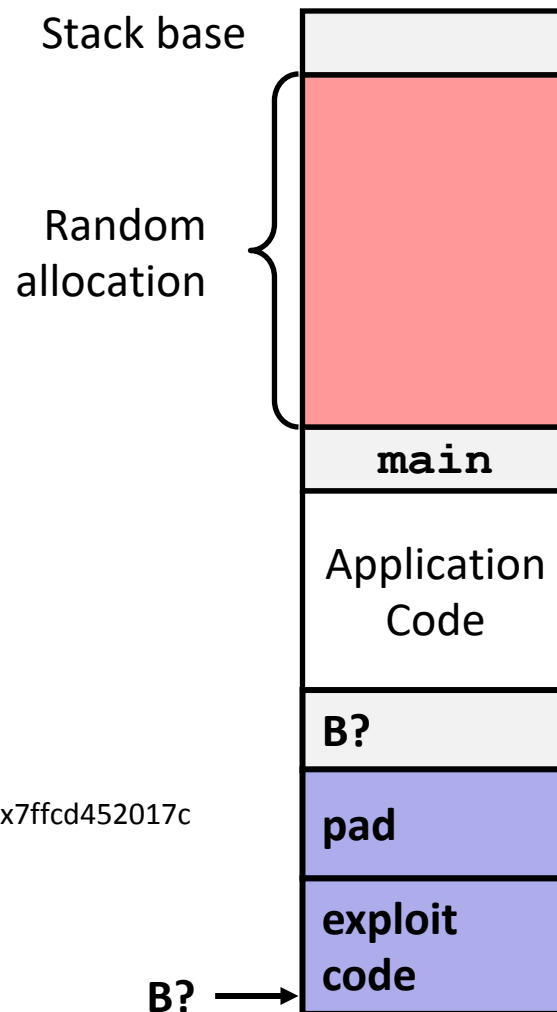 Stack base
Random
allocation
main
Application
Code
B?
x7ffcd452017c
pad
exploit
code
B?